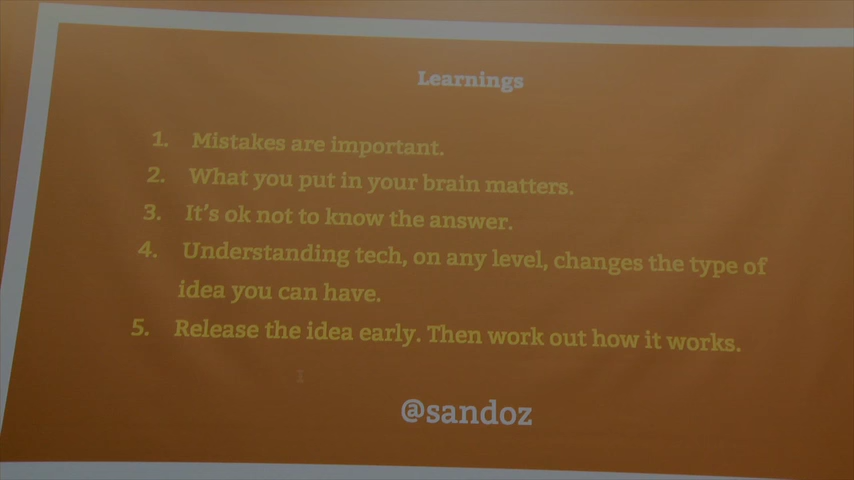 Learnings
1. Mistakes are important.
2. What you put in your brain matters.
3. It's ok not to know the answer.
4. Understanding tech, on any level, changes the type of
idea you can have.
5. Release the idea early. Then work out how it works.
@sandoz